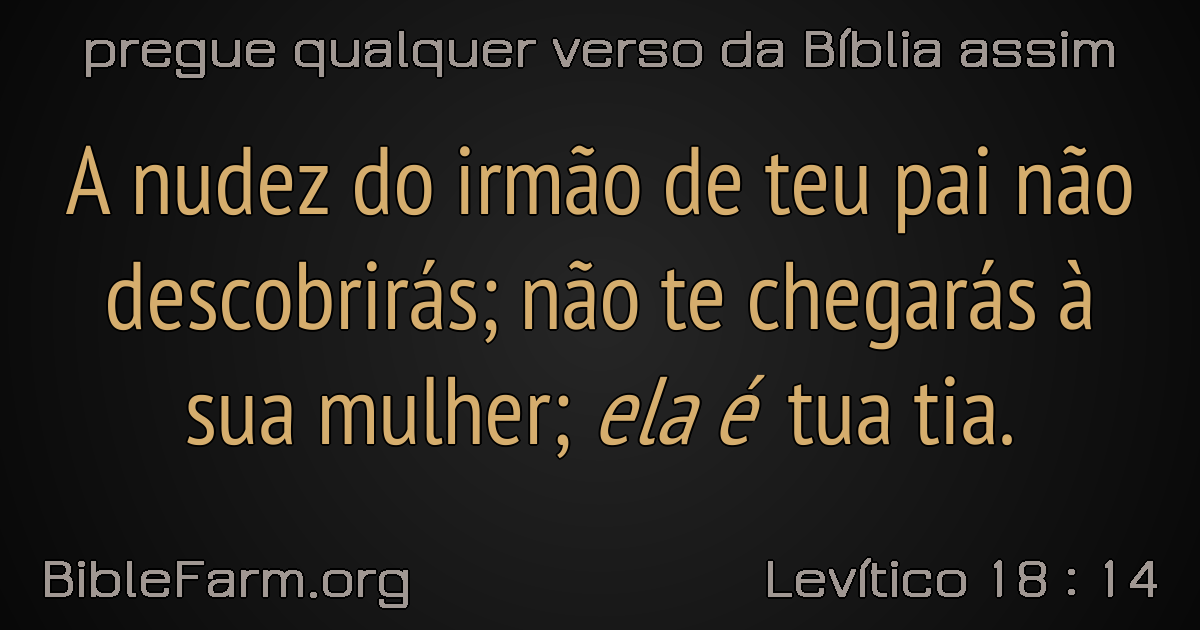 pregue qualquer verso da Bíblia assim
A nudez do irmão de teu pai não
descobrirás; não te chegarás à
sua mulher; ela é tua tia.
BibleFarm.org
Levítico 18 : 14